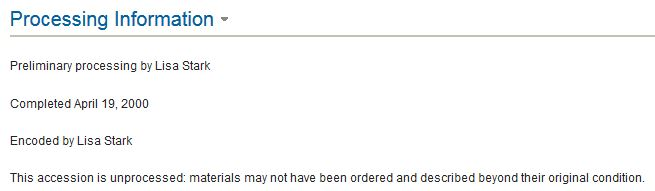 Processing Information
Preliminary processing by Lisa Stark
Completed April 19, 2000
Encoded by Lisa Stark
This accession is unprocessed: materials may not have been ordered and described beyond their original condition.